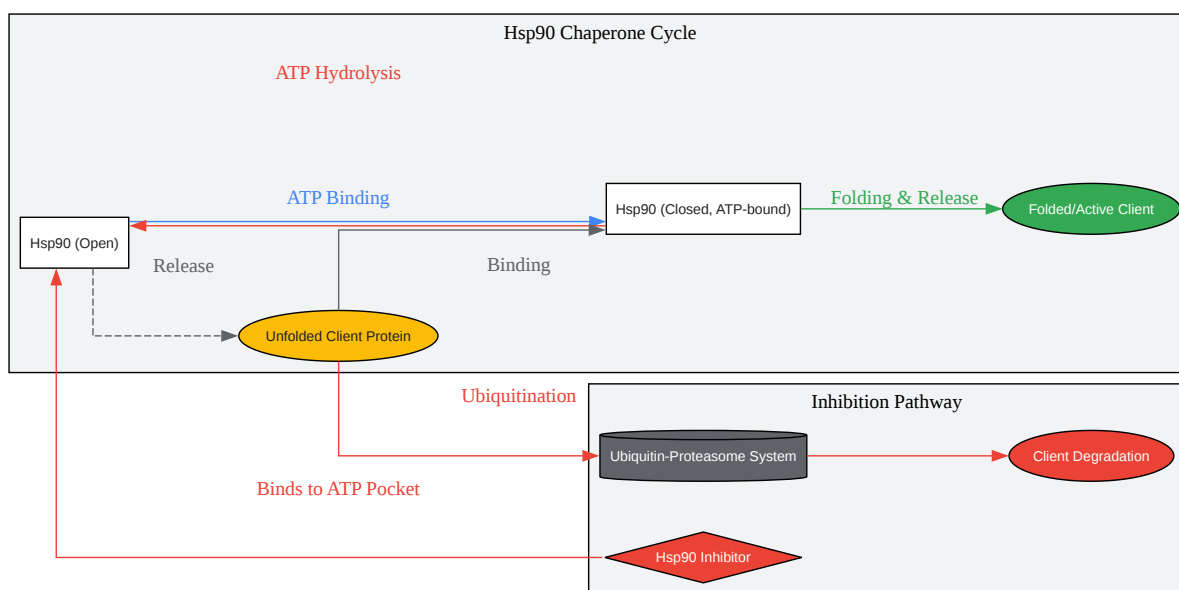 Hsp90 Chaperone Cycle
ATP Hydrolysis
ATP Binding
Hsp90 (Closed, ATP-bound)
Folding & Release
Folded/Active Client
Hsp90 (Open)
Release
Binding
Unfolded Client Protein
Ubiquitination
Inhibition Pathway
Ubiquitin-Proteasome System
Client Degradation
Binds to ATP Pocket
Hsp90 Inhibitor